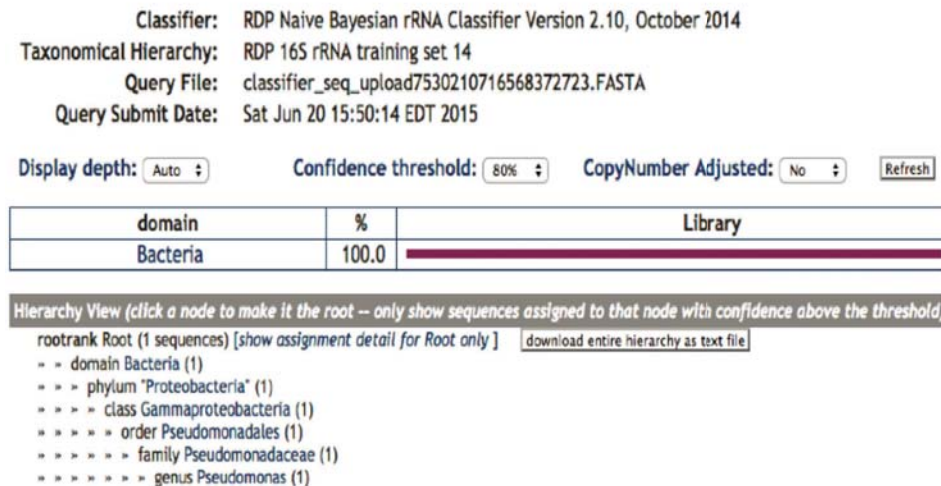 Classifier: RDP Naive Bayesian rRNA Classifier Version 2.10, October 2014
Taxonomical Hierarchy: RDP 16S rRNA training set 14
Query File: classifier_seq_upload7530210716568372723.FASTA
Query Submit Date: Sat Jun 20 15:50:14 EDT 2015
Display depth: Auto Confidence threshold: 80% CopyNumber Adjusted: No Refresh
domain % Library
Bacteria 100.0
Hierarchy View (click a node to make it the root -- only show sequences assigned to that node with confidence above the threshold)
rootrank Root (1 sequences) [show assignment detail for Root only ] download entire hierarchy as text file
» » domain Bacteria (1)
» » » phylum "Proteobacteria" (1)
» » » » class Gammaproteobacteria (1)
» » » » » order Pseudomonadales (1)
» » » » » » family Pseudomonadaceae (1)
» » » » » » » genus Pseudomonas (1)